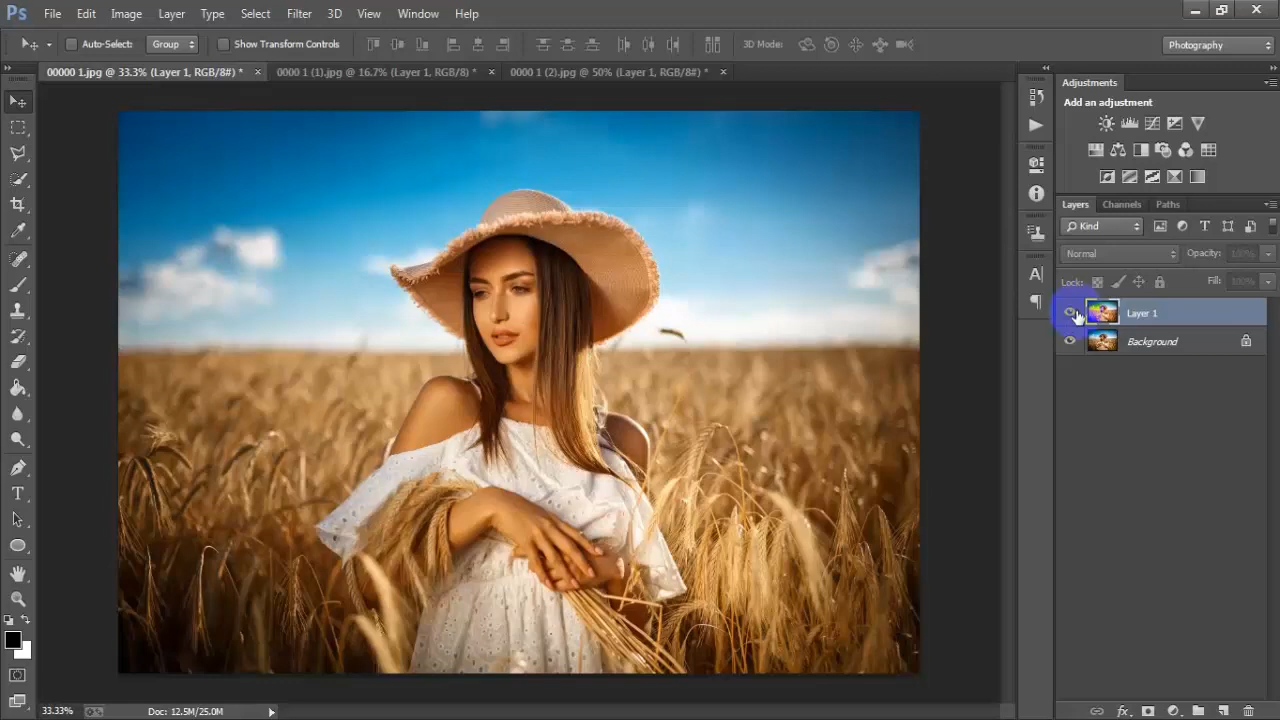 Ps File Edit Image Layer Type Select Filter 3D View Window Help
Auto-Select: Group Show Transform Controls 3D Mode: Photography
00000 1.jpg @ 33.3% (Layer 1, RGB/8#) * × 0000 1 (1).jpg @ 16.7% (Layer 1, RGB/8) * × 0000 1 (2).jpg @ 50% (Layer 1, RGB/8#) * ×
Adjustments
Add an adjustment
Layers Channels Paths
Kind
Normal Opacity: 100%
Lock: Fill: 100%
Layer 1
Background
33.33% Doc: 12.5M/25.0M